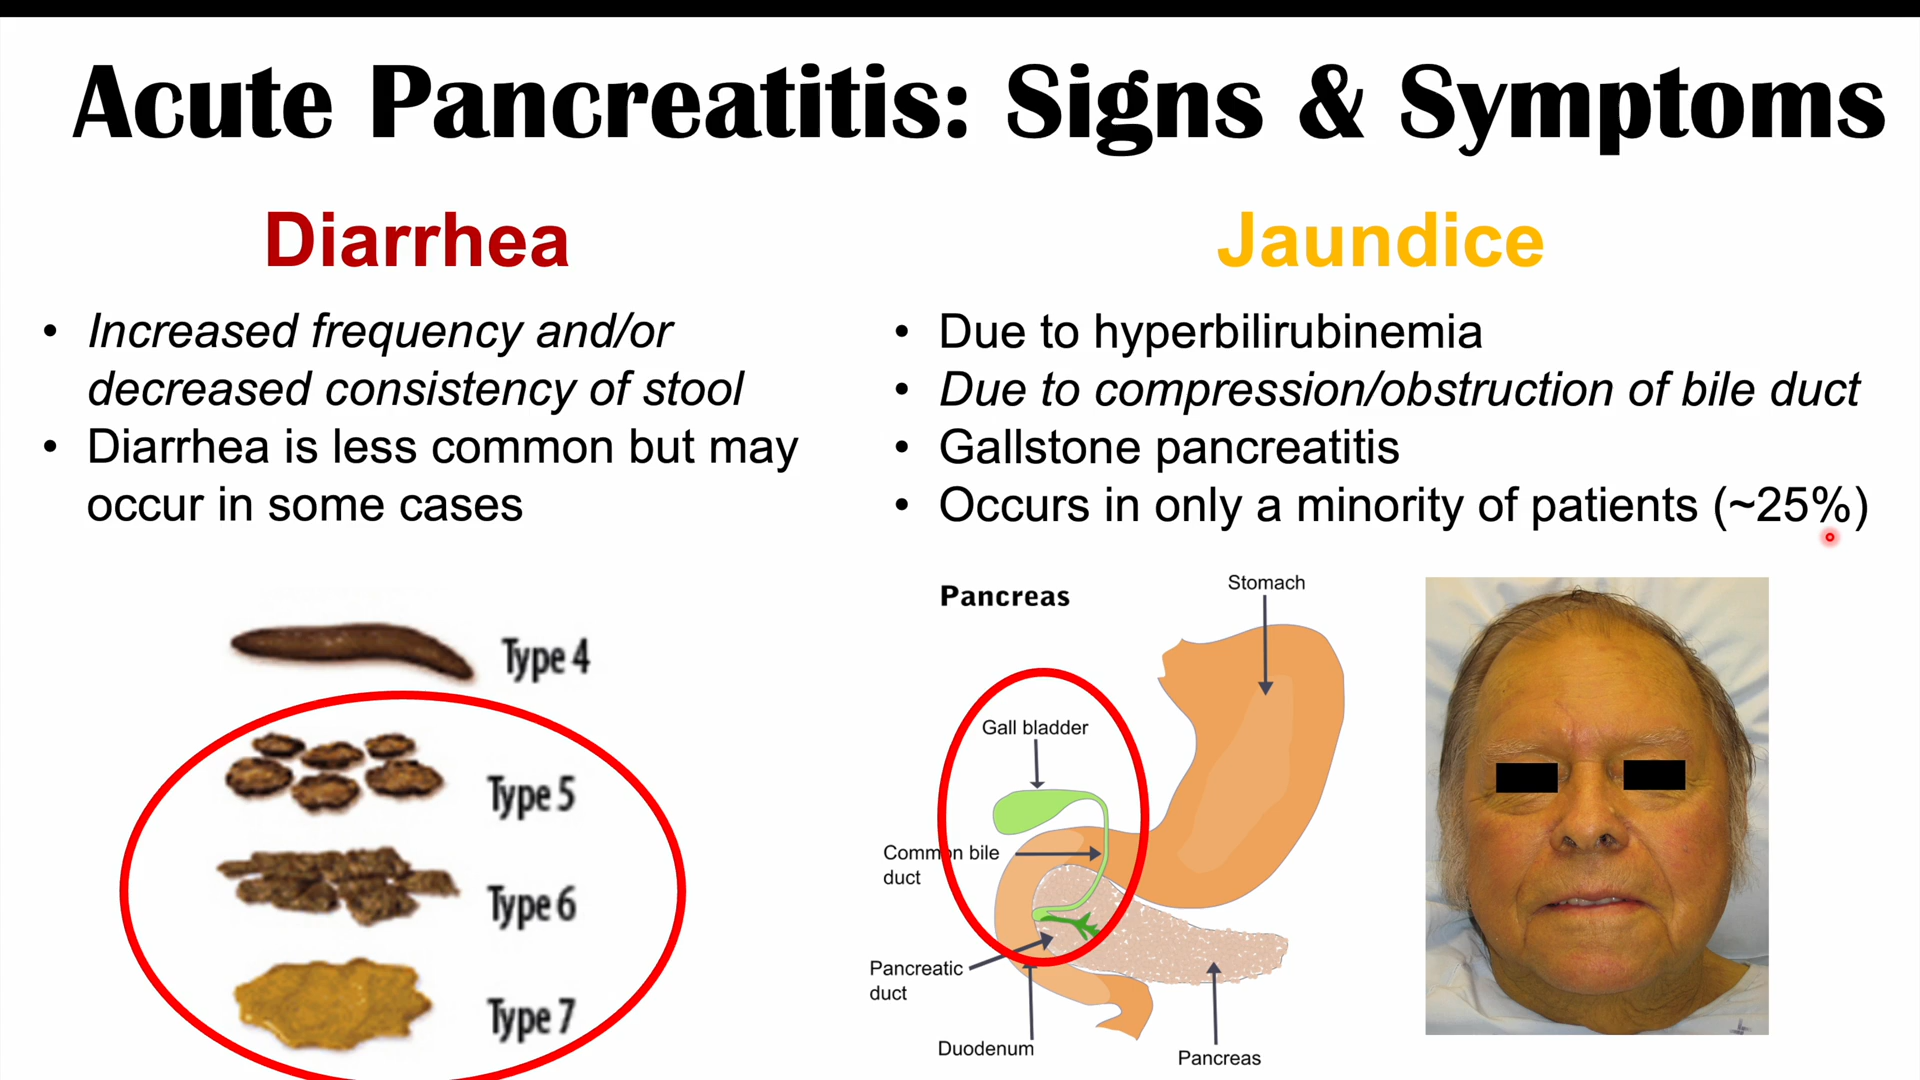 Acute Pancreatitis: Signs & Symptoms
Diarrhea
• Increased frequency and/or
decreased consistency of stool
• Diarrhea is less common but may
occur in some cases
Type 4
Type 5
Type 6
Type 7
Jaundice
• Due to hyperbilirubinemia
• Due to compression/obstruction of bile duct
• Gallstone pancreatitis
• Occurs in only a minority of patients (~25%)
Pancreas
Stomach
Gall bladder
Common bile
duct
Pancreatic
duct
Duodenum
Pancreas